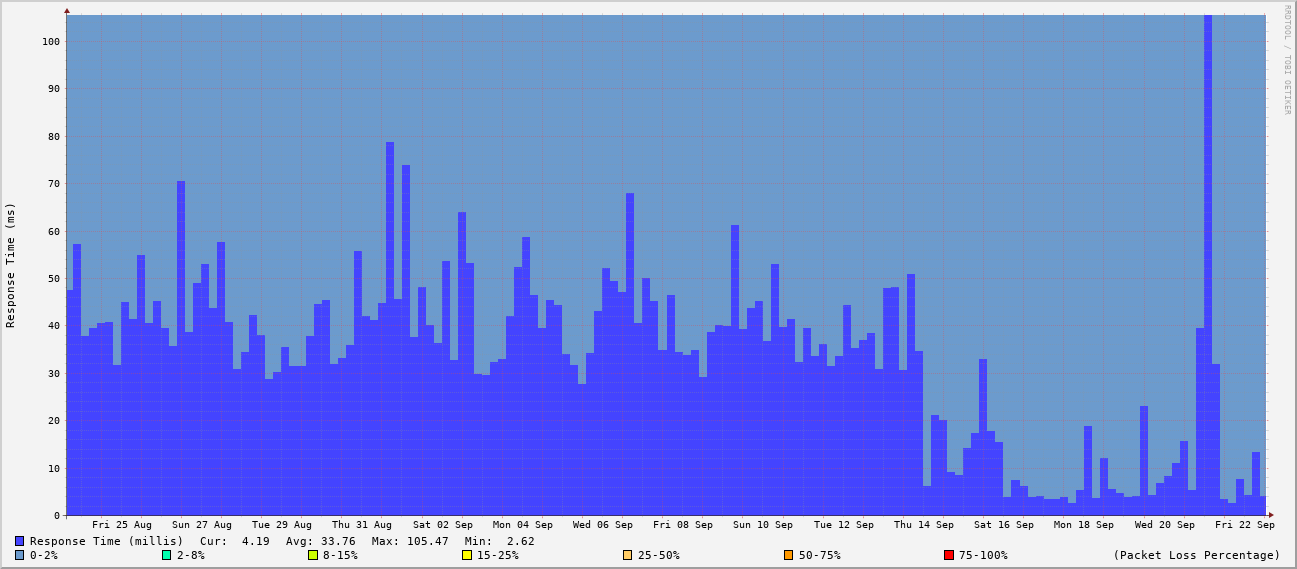 RRDTOOL / TOBI OETIKER
Response Time (ms)
100
90
80
70
60
50
40
30
20
10
0
Fri 25 Aug Sun 27 Aug Tue 29 Aug Thu 31 Aug Sat 02 Sep Mon 04 Sep Wed 06 Sep Fri 08 Sep Sun 10 Sep Tue 12 Sep Thu 14 Sep Sat 16 Sep Mon 18 Sep Wed 20 Sep Fri 22 Sep
Response Time (millis) Cur: 4.19 Avg: 33.76 Max: 105.47 Min: 2.62
0-2% 2-8% 8-15% 15-25% 25-50% 50-75% 75-100% (Packet Loss Percentage)